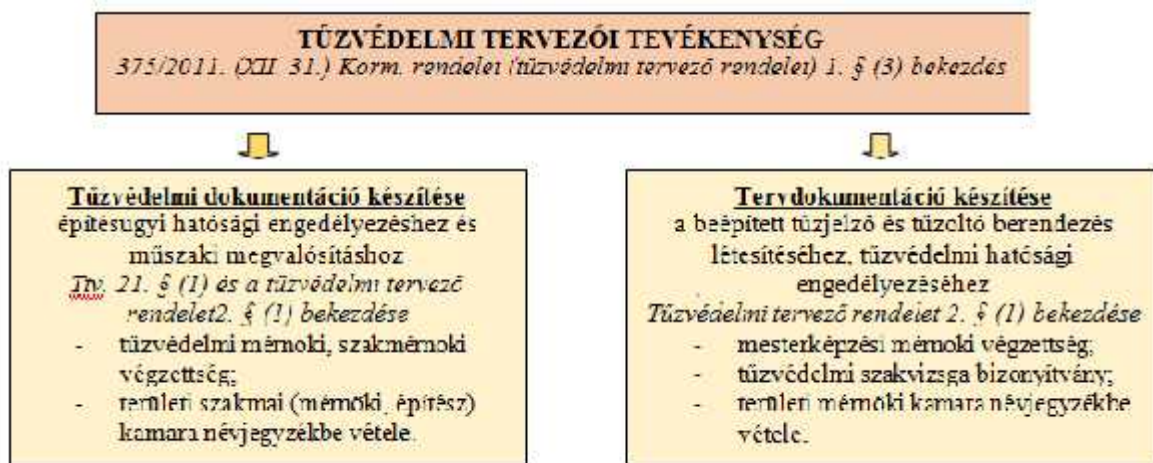 TŰZVÉDELMI TERVEZŐI TEVÉKENYSÉG
375/2011. (XII. 31.) Korm. rendelet (tűzvédelmi tervező rendelet) 1. § (3) bekezdés
Tűzvédelmi dokumentáció készítése
építésügyi hatósági engedélyezéshez és
műszaki megvalósításhoz
Ttv. 21. § (1) és a tűzvédelmi tervező
rendelet2. § (1) bekezdése
- tűzvédelmi mérnöki, szakmérnöki
végzettség;
- területi szakmai (mérnöki, építész)
kamara névjegyzékbe vétele.
Tervdokumentáció készítése
a beépített tűzjelző és tűzoltó berendezés
létesítéséhez, tűzvédelmi hatósági
engedélyezéséhez
Tűzvédelmi tervező rendelet 2. § (1) bekezdése
- mesterképzési mérnöki végzettség;
- tűzvédelmi szakvizsga bizonyítvány;
- területi mérnöki kamara névjegyzékbe
vétele.